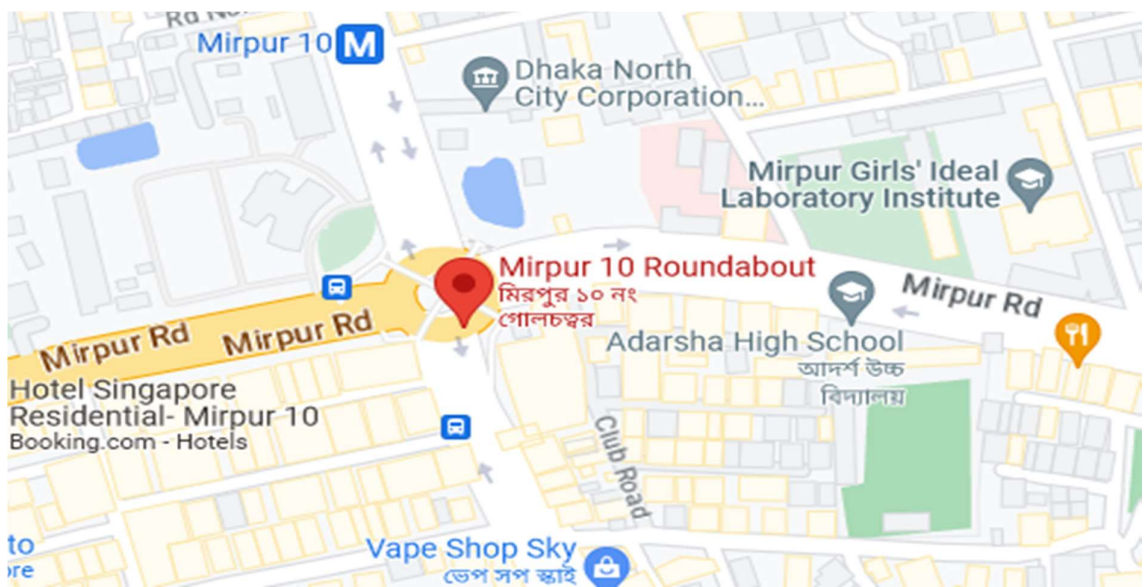 Rd No
Mirpur 10
M
Dhaka North
City Corporation...
Mirpur Girls' Ideal
Laboratory Institute
Mirpur 10 Roundabout
মিরপুর ১০ নং
গোলচত্বর
Mirpur Rd
Mirpur Rd
Mirpur Rd
Adarsha High School
আদর্শ উচ্চ
বিদ্যালয়
Hotel Singapore
Residential- Mirpur 10
Booking.com - Hotels
Club Road
to
Vape Shop Sky
ভেপ সপ স্কাই